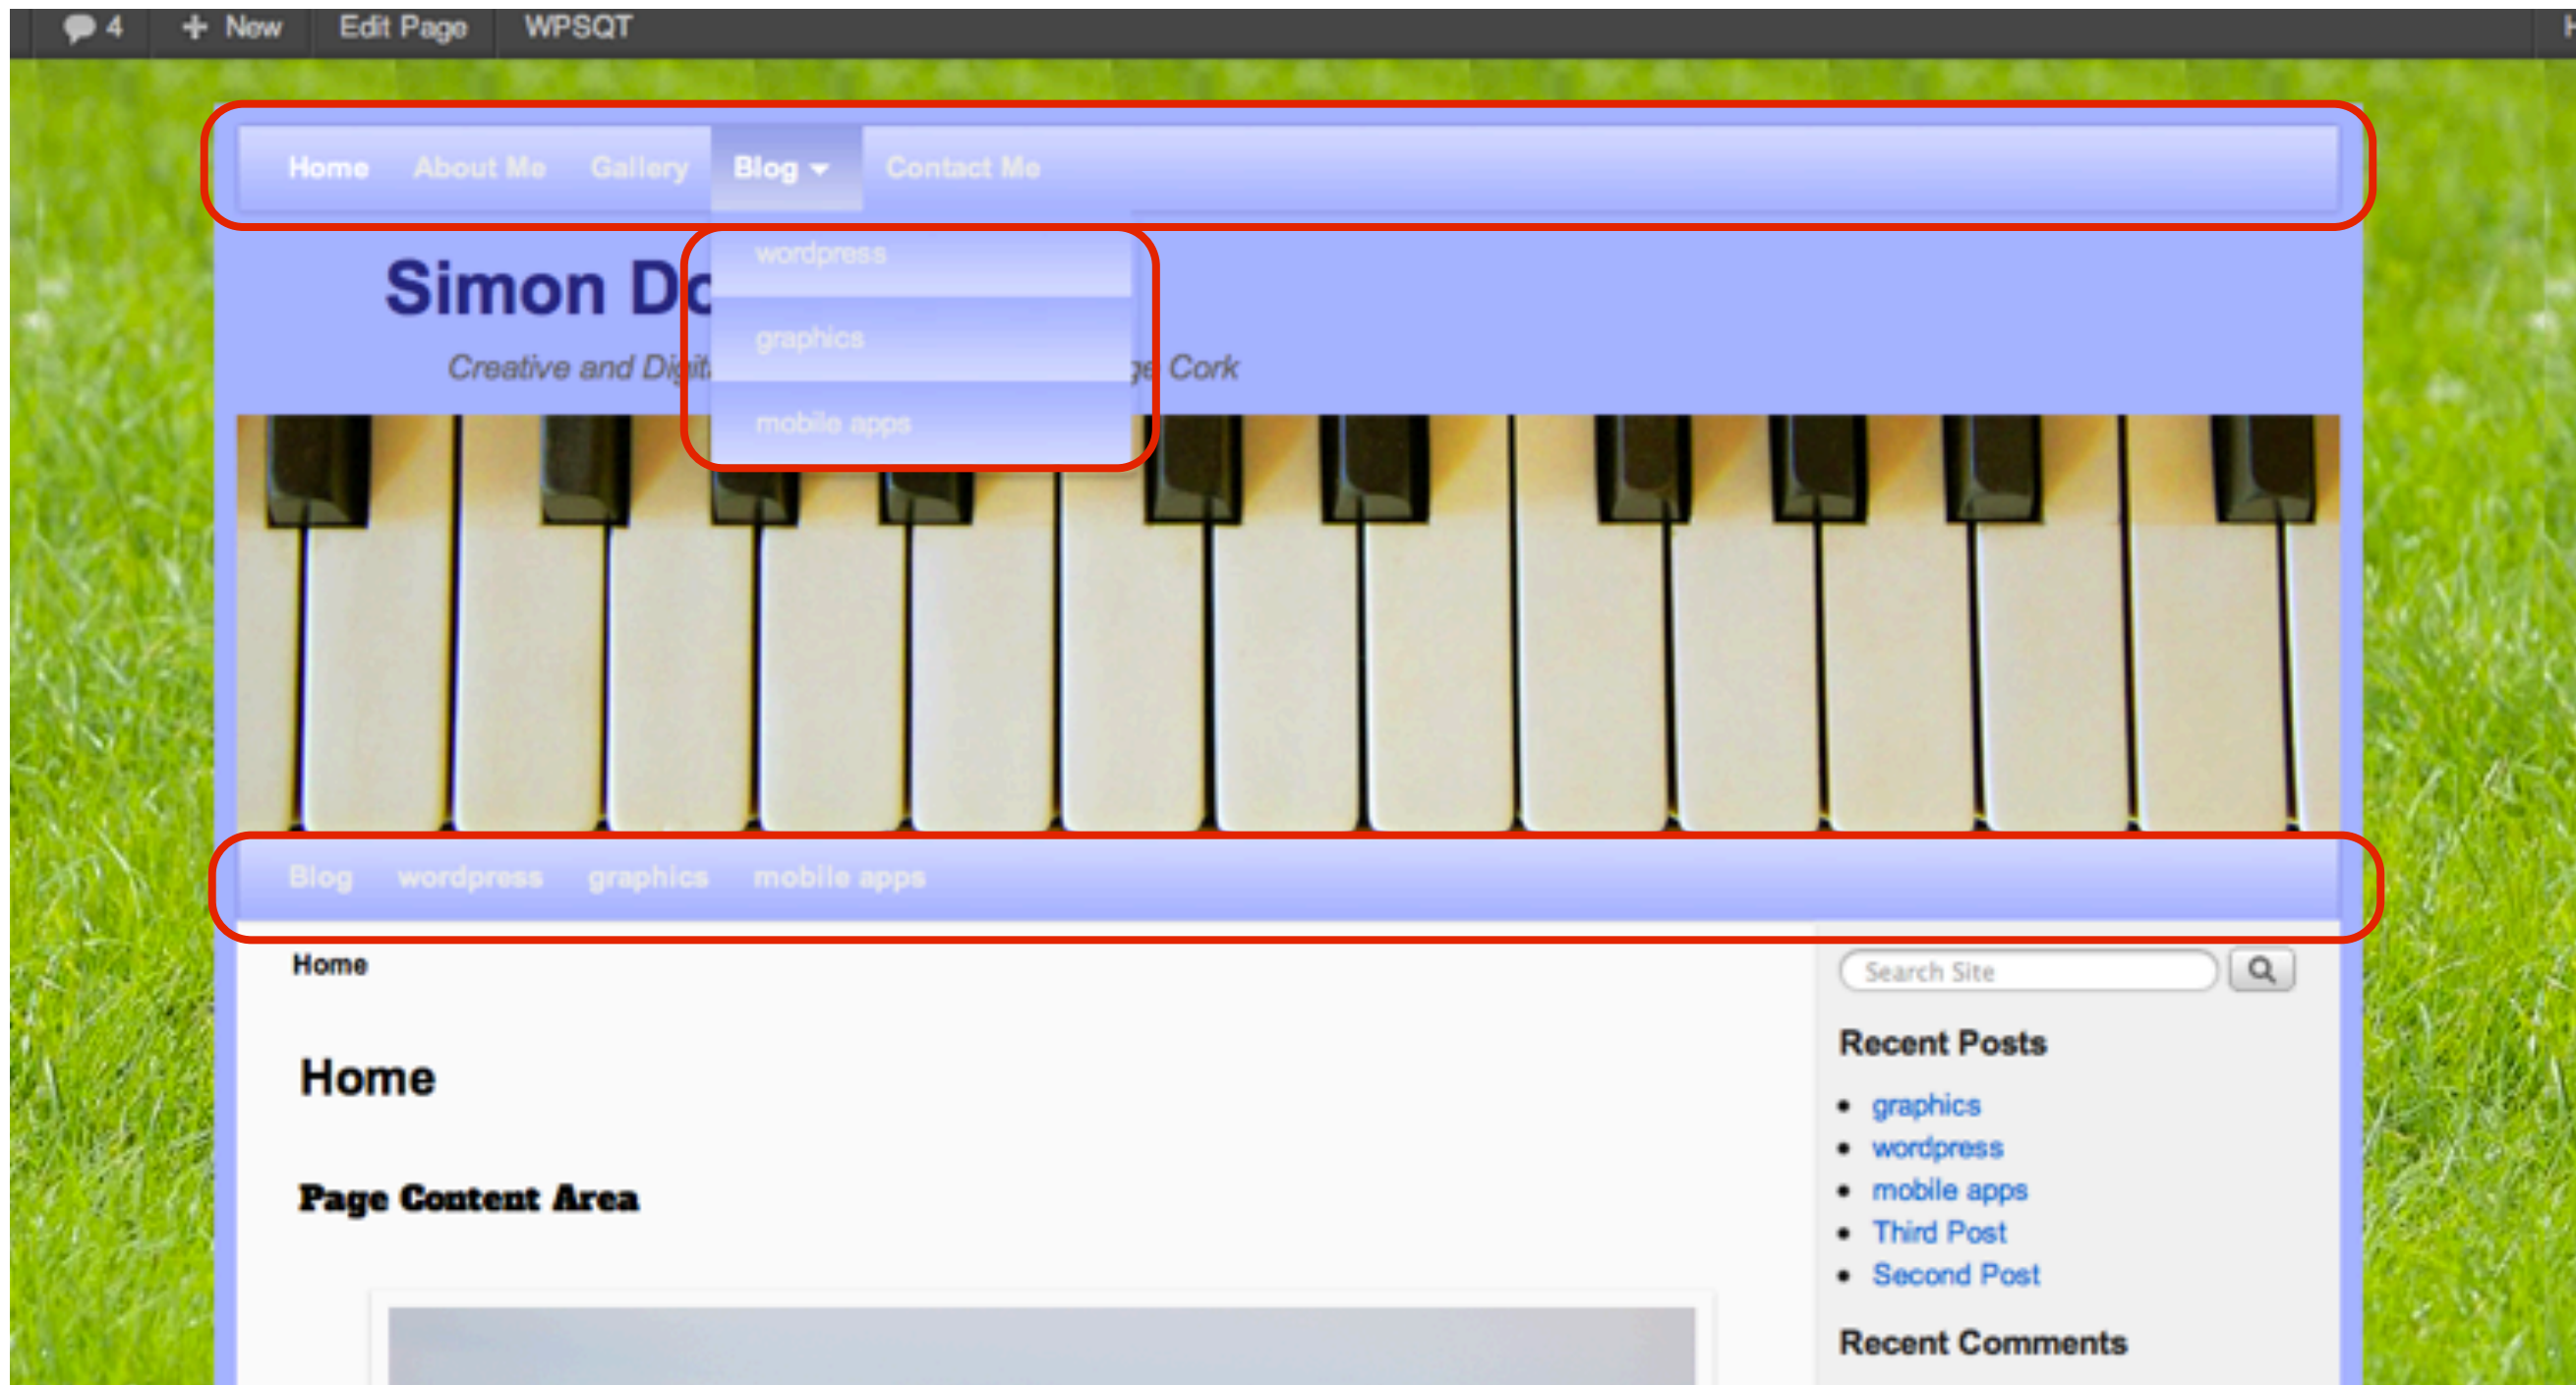 4 New Edit Page WPSQT
Home About Me Gallery Blog Contact Me
wordpress
Simon
graphics
Creative and Cork
mobile apps
Blog wordpress graphics mobile apps
Home
Search Site
Home
Recent Posts
graphics
wordpress
mobile apps
Third Post
Second Post
Page Content Area
Recent Comments